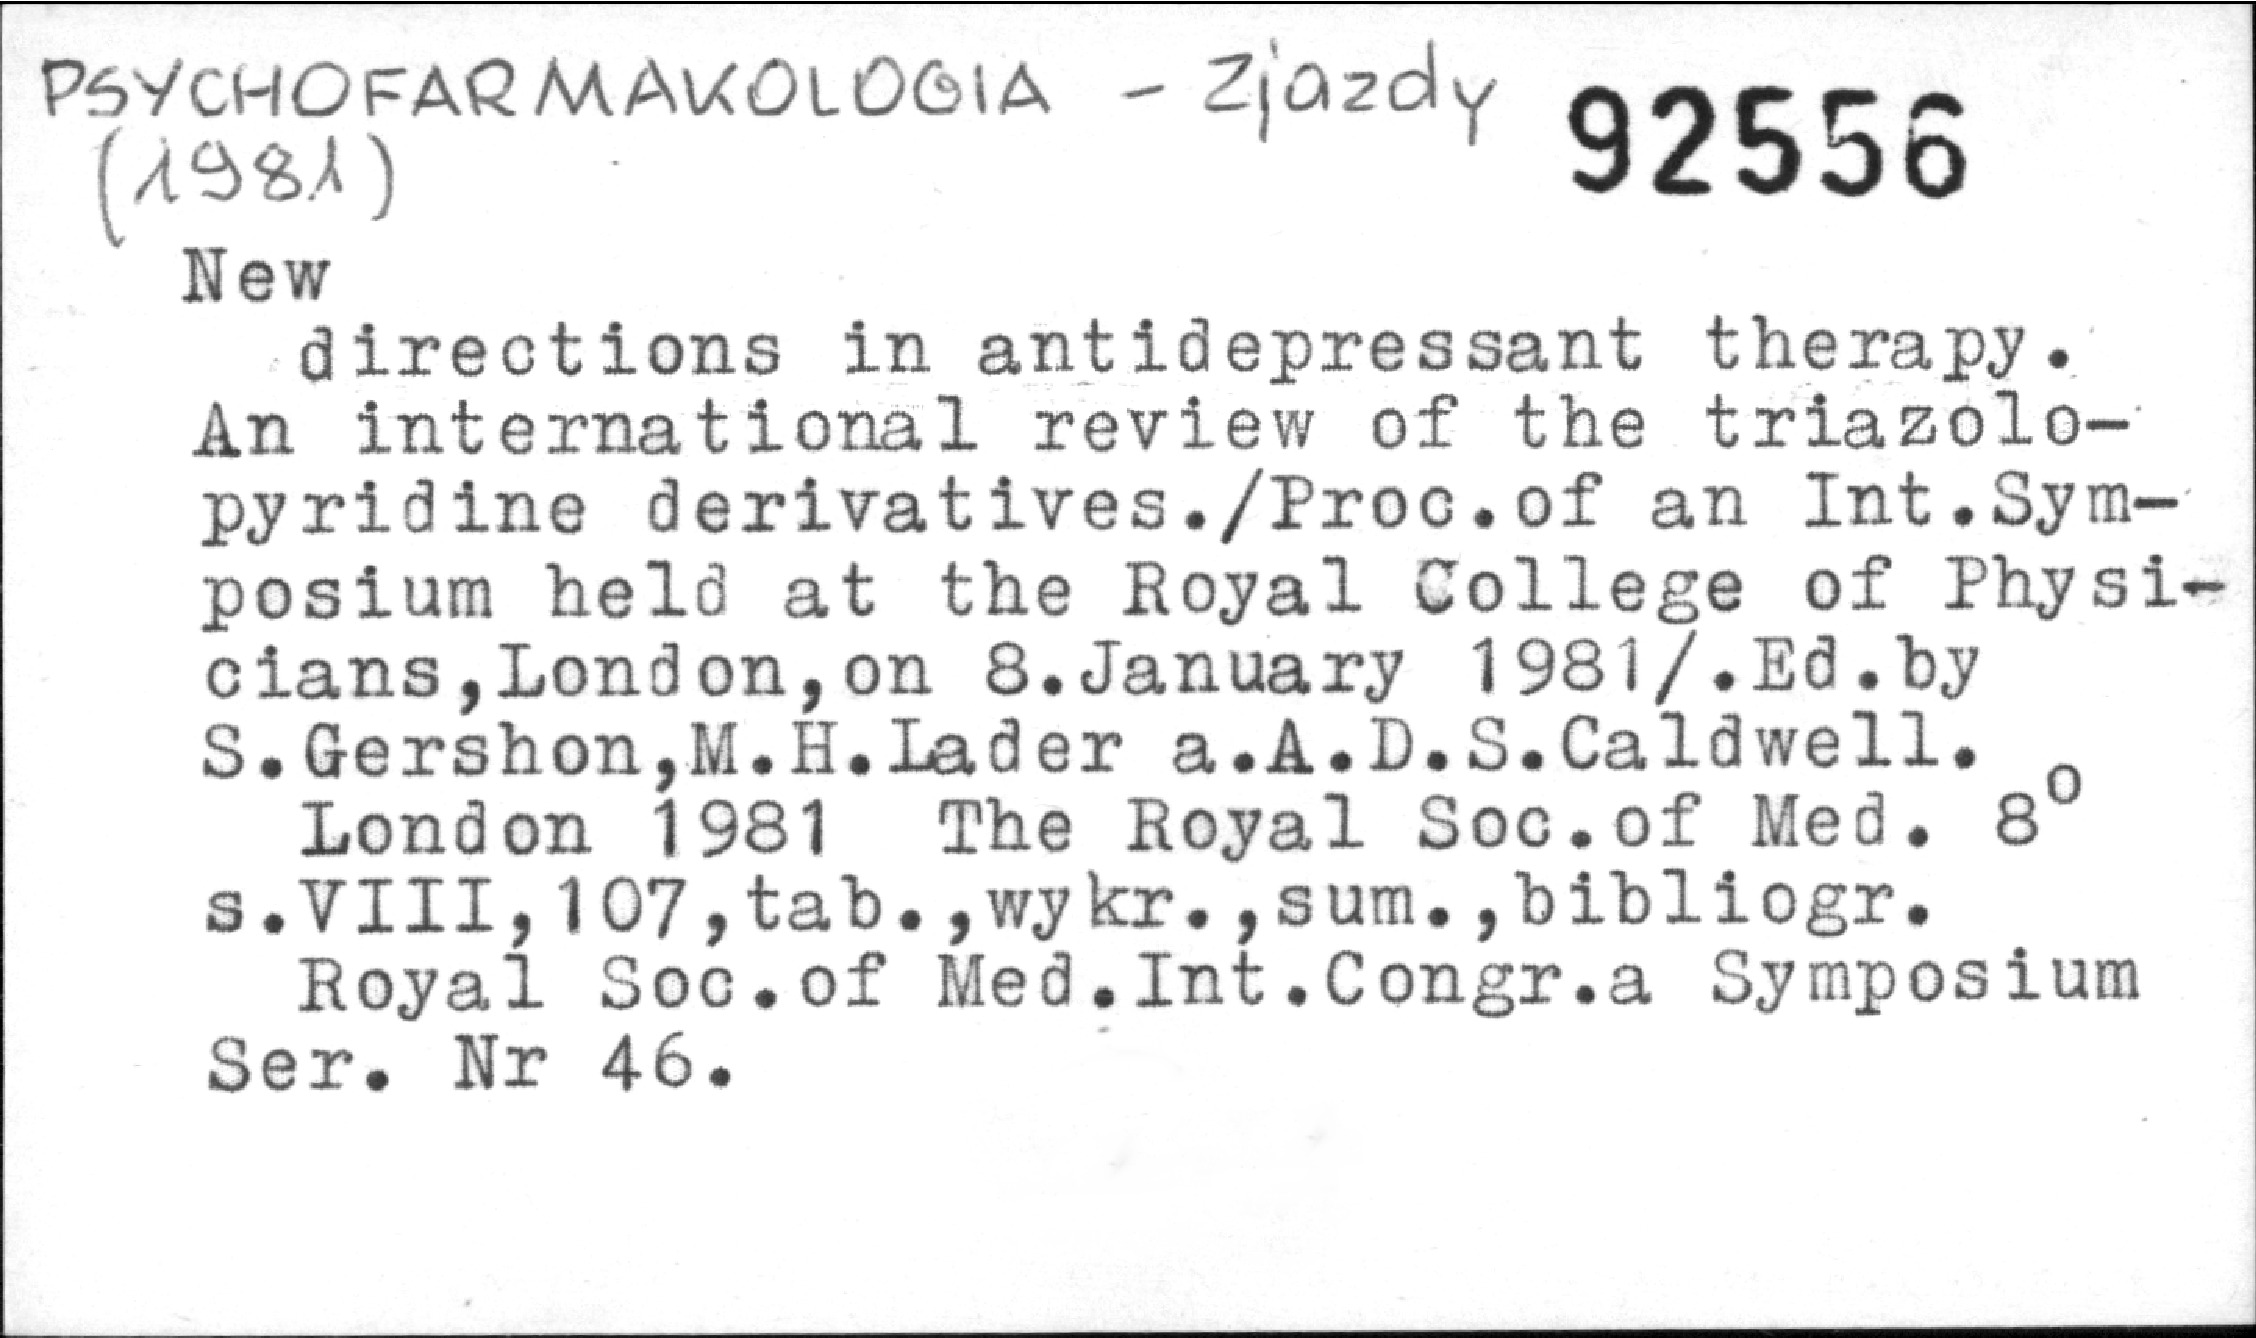 PSYCHOFARMAKOLOGIA - Zjazdy 92556
(1981)
New
directions in antidepressant therapy.
An international review of the triazolo-
pyridine derivatives./Proc.of an Int.Sym-
posium held at the Royal College of Physi-
cians,London,on 8.January 1981/.Ed.by
S.Gershon,M.H.Lader a.A.D.S.Caldwell.
London 1981 The Royal Soc.of Med. 8⁰
s.VIII,107,tab.,wykr.,sum.,bibliogr.
Royal Soc.of Med.Int.Congr.a Symposium
Ser. Nr 46.